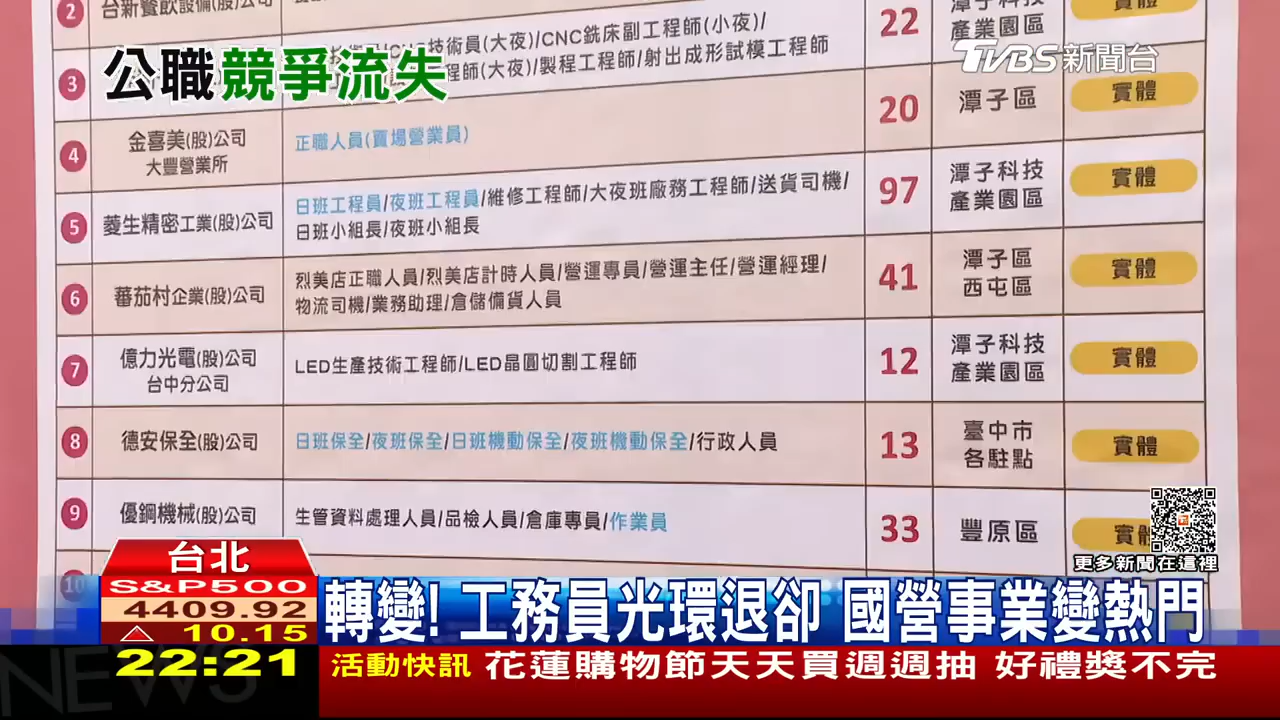 2
台新餐飲設備(股)公司
22
潭子科技
產業園區
實體
TVBS新聞台
公職競爭流失
3
技術員(大夜)/CNC銑床副工程師(小夜)/
工程師(大夜)/製程工程師/射出成形試模工程師
4
金喜美(股)公司
大豐營業所
正職人員(賣場營業員)
20
潭子區
實體
5
菱生精密工業(股)公司
日班工程員/夜班工程員/維修工程師/大夜班廠務工程師/送貨司機/
日班小組長/夜班小組長
97
潭子科技
產業園區
實體
6
蕃茄村企業(股)公司
烈美店正職人員/烈美店計時人員/營運專員/營運主任/營運經理/
物流司機/業務助理/倉儲備貨人員
41
潭子區
西屯區
實體
7
億力光電(股)公司
台中分公司
LED生產技術工程師/LED晶圓切割工程師
12
潭子科技
產業園區
實體
8
德安保全(股)公司
日班保全/夜班保全/日班機動保全/夜班機動保全/行政人員
13
臺中市
各駐點
實體
9
優鋼機械(股)公司
生管資料處理人員/品檢人員/倉庫專員/作業員
33
豐原區
實體
更多新聞在這裡
10
台北
S&P500
4409.92
10.15
22:21
轉變! 工務員光環退卻 國營事業變熱門
活動快訊 花蓮購物節天天買週週抽 好禮獎不完
NEWS